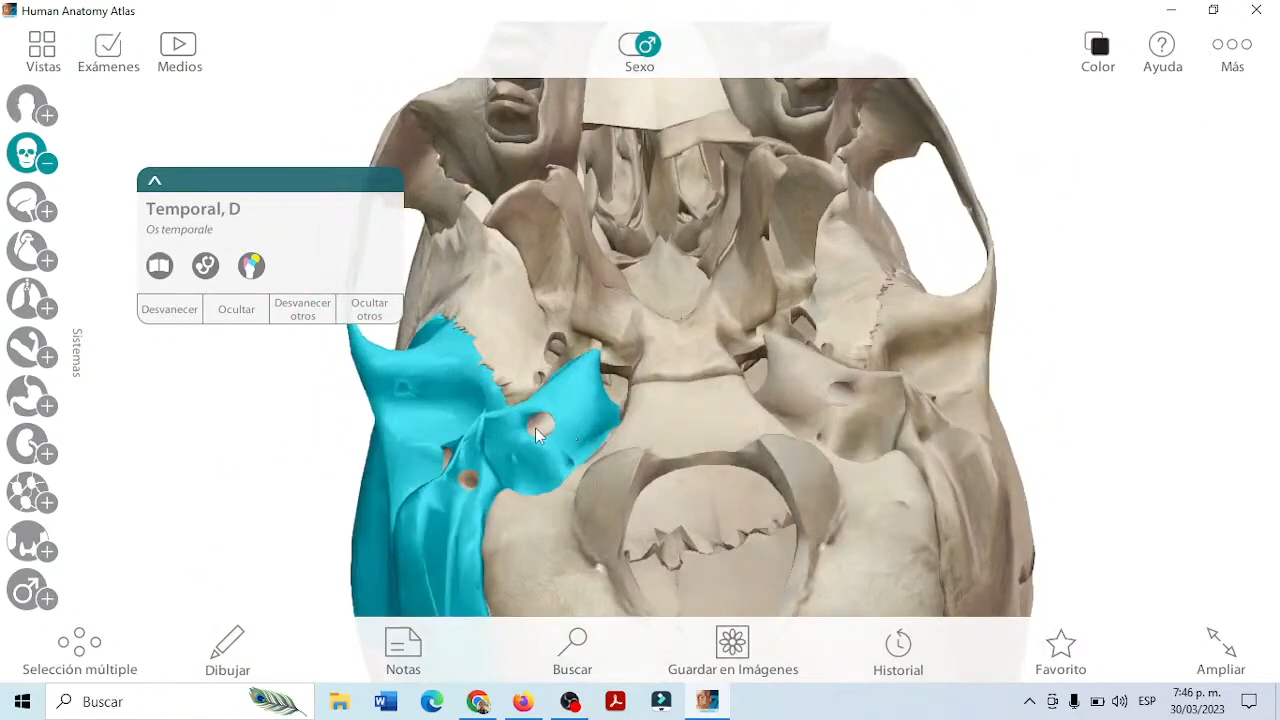 Human Anatomy Atlas
Vistas
Exámenes
Medios
Sexo
Color
Ayuda
Más
Temporal, D
Os temporale
Desvanecer
Ocultar
Desvanecer
otros
Ocultar
otros
Sistemas
Selección múltiple
Dibujar
Notas
Buscar
Guardar en Imágenes
Historial
Favorito
Ampliar
Buscar
ESP
7:46 p. m.
30/03/2023